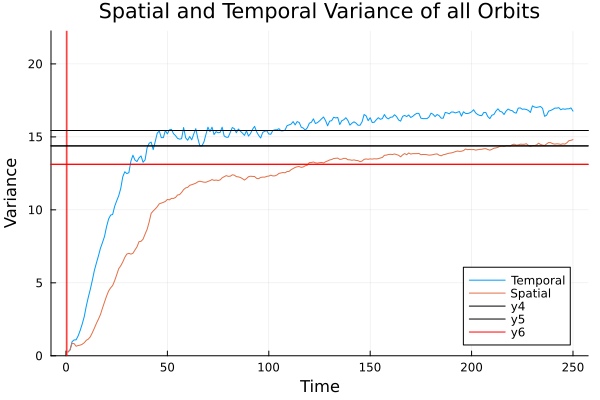 Spatial and Temporal Variance of all Orbits
Variance
20
15
10
5
0
0 50 100 150 200 250
Time
Temporal
Spatial
y4
y5
y6